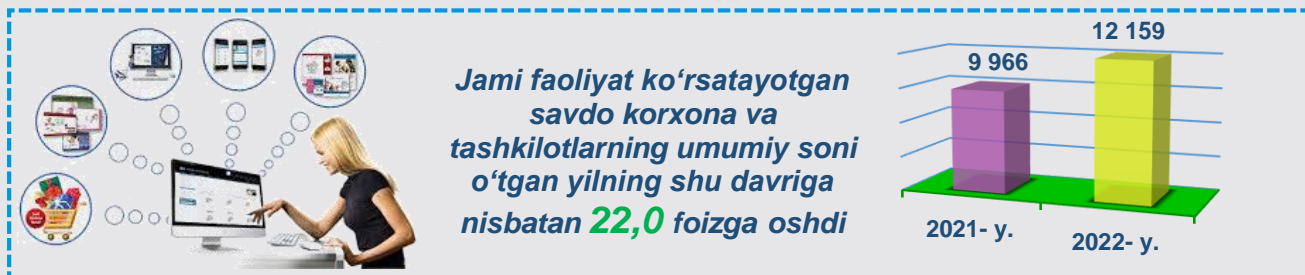 Jami faoliyat ko‘rsatayotgan
savdo korxona va
tashkilotlarning umumiy soni
o‘tgan yilning shu davriga
nisbatan 22,0 foizga oshdi
9 966
12 159
2021- y.
2022- y.